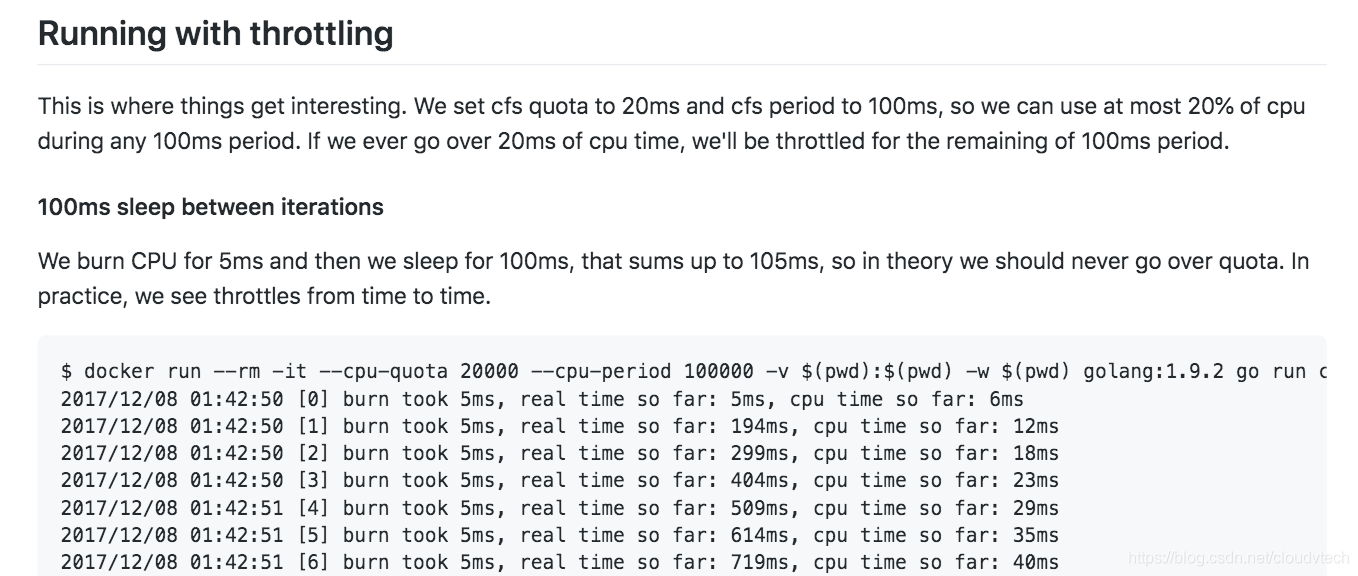 Running with throttling
This is where things get interesting. We set cfs quota to 20ms and cfs period to 100ms, so we can use at most 20% of cpu
during any 100ms period. If we ever go over 20ms of cpu time, we'll be throttled for the remaining of 100ms period.
100ms sleep between iterations
We burn CPU for 5ms and then we sleep for 100ms, that sums up to 105ms, so in theory we should never go over quota. In
practice, we see throttles from time to time.
$ docker run --rm -it --cpu-quota 20000 --cpu-period 100000 -v $(pwd):$(pwd) -w $(pwd) golang:1.9.2 go run
2017/12/08 01:42:50 [0] burn took 5ms, real time so far: 5ms, cpu time so far: 6ms
2017/12/08 01:42:50 [1] burn took 5ms, real time so far: 194ms, cpu time so far: 12ms
2017/12/08 01:42:50 [2] burn took 5ms, real time so far: 299ms, cpu time so far: 18ms
2017/12/08 01:42:50 [3] burn took 5ms, real time so far: 404ms, cpu time so far: 23ms
2017/12/08 01:42:51 [4] burn took 5ms, real time so far: 509ms, cpu time so far: 29ms
2017/12/08 01:42:51 [5] burn took 5ms, real time so far: 614ms, cpu time so far: 35ms
2017/12/08 01:42:51 [6] burn took 5ms, real time so far: 719ms, cpu time so far: 40ms
https://blog.csdn.net/cloudvtech